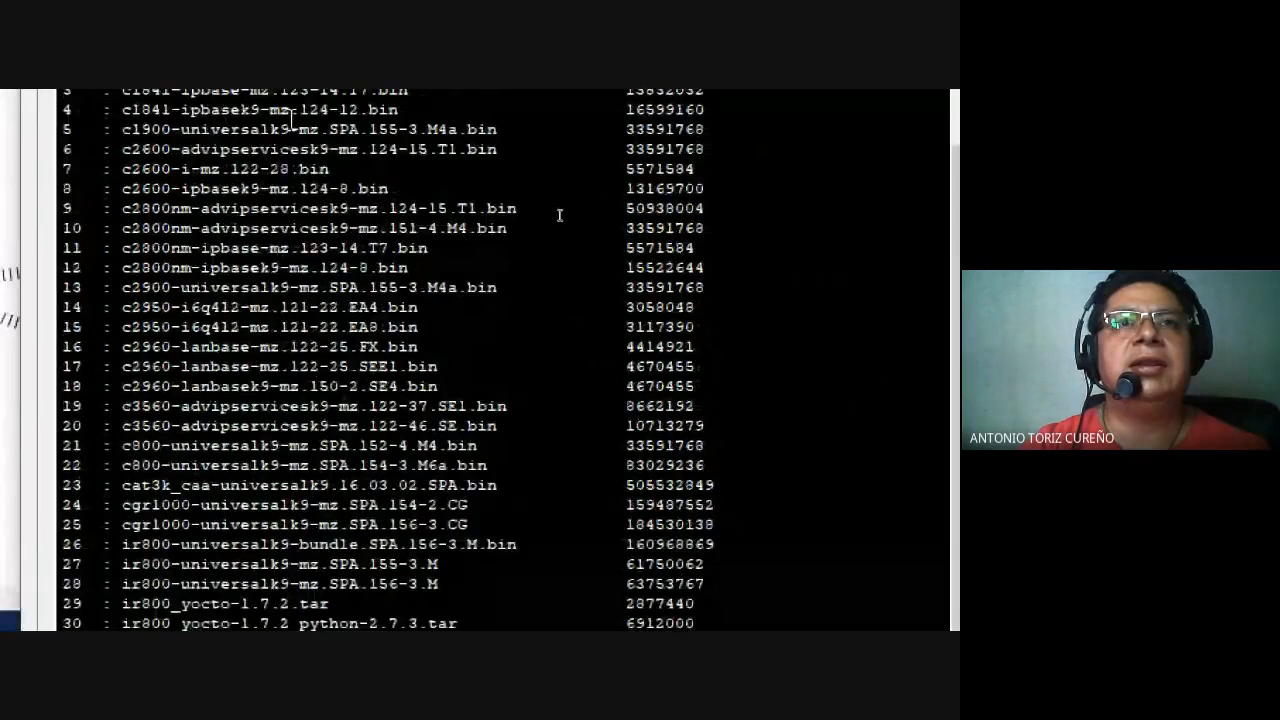 3 : c1841-ipbase-mz.123-14.T7.bin 13832032
4 : c1841-ipbasek9-mz.124-12.bin 16599160
5 : c1900-universalk9-mz.SPA.155-3.M4a.bin 33591768
6 : c2600-advipservicesk9-mz.124-15.T1.bin 33591768
7 : c2600-i-mz.122-28.bin 5571584
8 : c2600-ipbasek9-mz.124-8.bin 13169700
9 : c2800nm-advipservicesk9-mz.124-15.T1.bin 50938004
10 : c2800nm-advipservicesk9-mz.151-4.M4.bin 33591768
11 : c2800nm-ipbase-mz.123-14.T7.bin 5571584
12 : c2800nm-ipbasek9-mz.124-8.bin 15522644
13 : c2900-universalk9-mz.SPA.155-3.M4a.bin 33591768
14 : c2950-i6q4l2-mz.121-22.EA4.bin 3058048
15 : c2950-i6q4l2-mz.121-22.EA8.bin 3117390
16 : c2960-lanbase-mz.122-25.FX.bin 4414921
17 : c2960-lanbase-mz.122-25.SEE1.bin 4670455
18 : c2960-lanbasek9-mz.150-2.SE4.bin 4670455
19 : c3560-advipservicesk9-mz.122-37.SE1.bin 8662192
20 : c3560-advipservicesk9-mz.122-46.SE.bin 10713279
21 : c800-universalk9-mz.SPA.152-4.M4.bin 33591768
22 : c800-universalk9-mz.SPA.154-3.M6a.bin 83029236
23 : cat3k_caa-universalk9.16.03.02.SPA.bin 505532849
24 : cgr1000-universalk9-mz.SPA.154-2.CG 159487552
25 : cgr1000-universalk9-mz.SPA.156-3.CG 184530138
26 : ir800-universalk9-bundle.SPA.156-3.M.bin 160968869
27 : ir800-universalk9-mz.SPA.155-3.M 61750062
28 : ir800-universalk9-mz.SPA.156-3.M 63753767
29 : ir800_yocto-1.7.2.tar 2877440
30 : ir800_yocto-1.7.2_python-2.7.3.tar 6912000
ANTONIO TORIZ CUREÑO